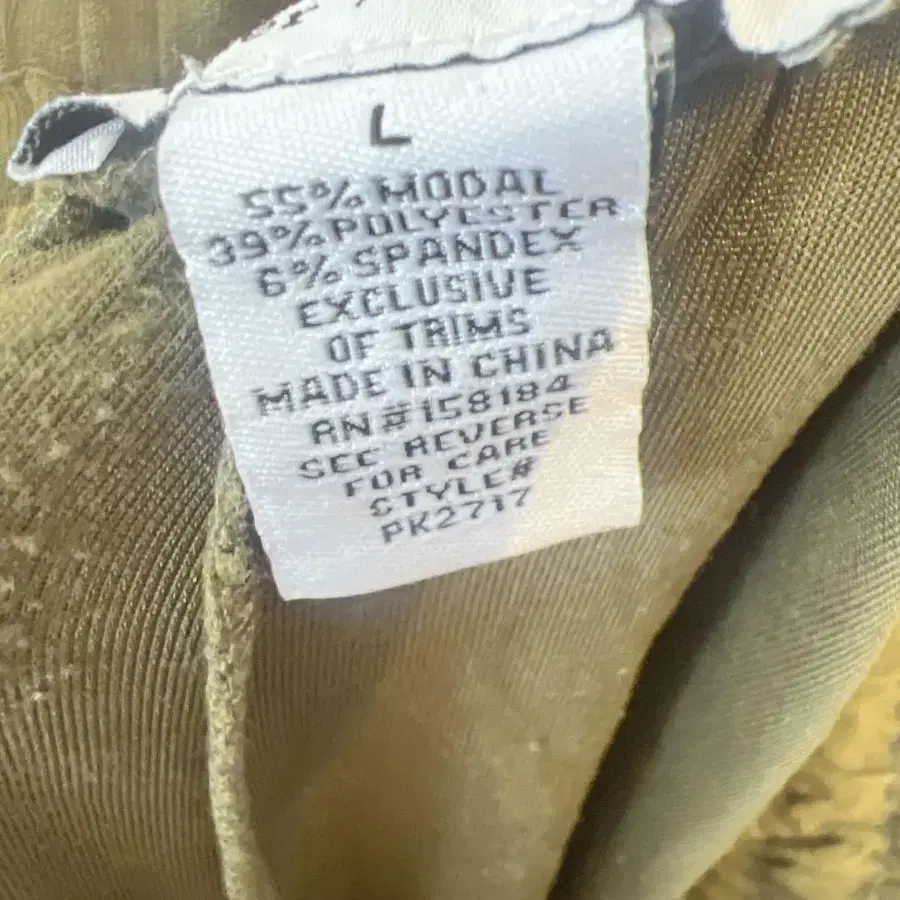 L
55% MODAL
39% POLYESTER
6% SPANDEX
EXCLUSIVE
OF TRIMS
MADE IN CHINA
RN#158184
SEE REVERSE
FOR CARE
STYLE#
PK2717